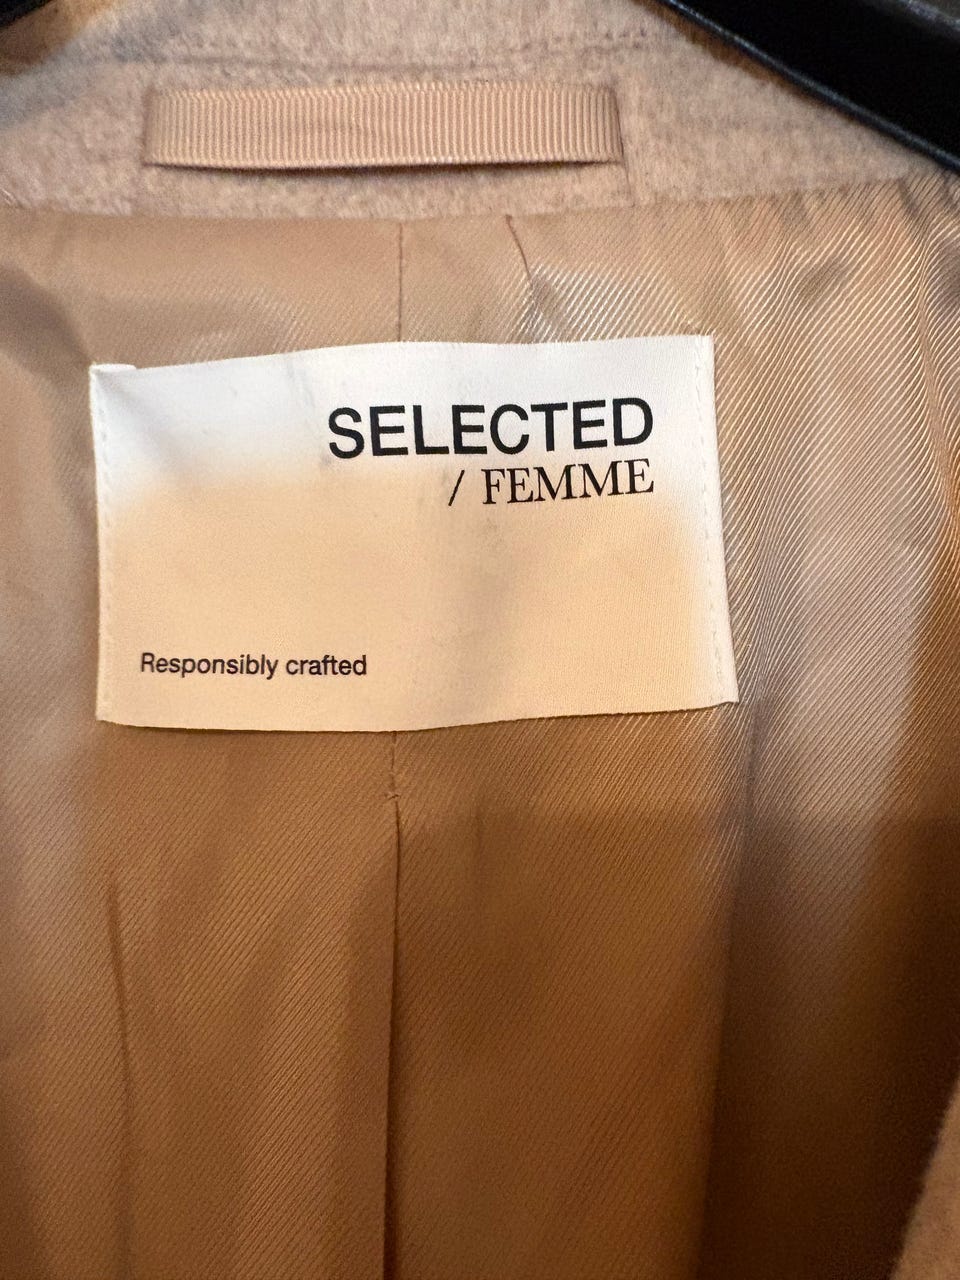 SELECTED
/ FEMME
Responsibly crafted